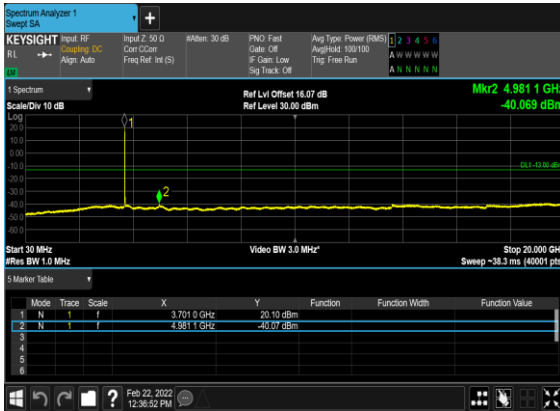 Spectrum Analyzer 1
Swept SA
+
KEYSIGHT
RL
Input: RF
Coupling: DC
Align: Auto
Input Z: 50 Ω
Corr CCorr
Freq Ref: Int (S)
#Atten: 30 dB
PNO: Fast
Gate: Off
IF Gain: Low
Sig Track: Off
Avg Type: Power (RMS)
Avg|Hold: 100/100
Trig: Free Run
1 2 3 4 5 6
A W W W W W
A N N N N N
1 Spectrum
Scale/Div 10 dB
Ref Lvl Offset 16.07 dB
Ref Level 30.00 dBm
Mkr2 4.981 1 GHz
-40.069 dBm
Log
20.0
10.0
0.00
-10.0
-20.0
-30.0
-40.0
-50.0
-60.0
1
2
DL1 -13.00 dBm
Start 30 MHz
#Res BW 1.0 MHz
Video BW 3.0 MHz*
Stop 20.000 GHz
Sweep ~38.3 ms (40001 pts)
5 Marker Table
Mode Trace Scale X Y Function Function Width Function Value
1 N 1 f 3.701 0 GHz 20.10 dBm
2 N 1 f 4.981 1 GHz -40.07 dBm
3
4
5
6
?
Feb 22, 2022
12:36:52 PM